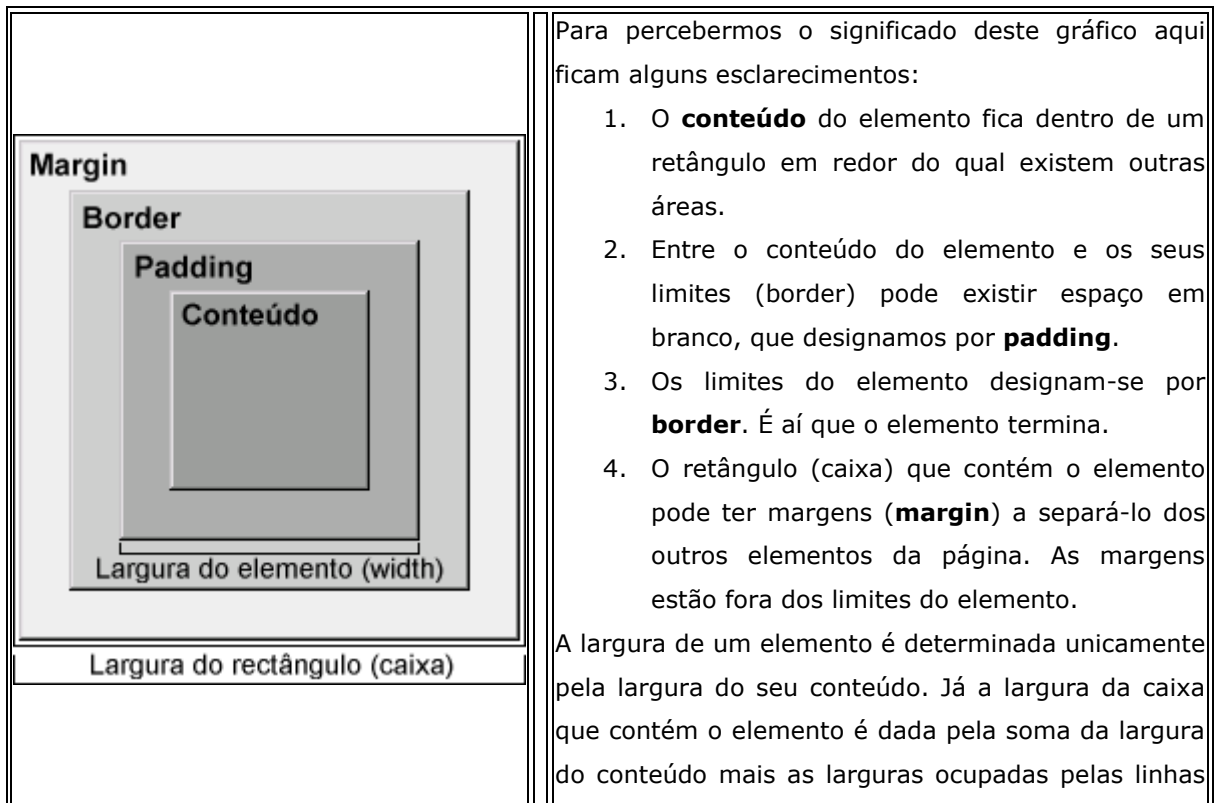 Margin
Border
Padding
Conteúdo
Largura do elemento (width)
Largura do rectângulo (caixa)
Para percebermos o significado deste gráfico aqui
ficam alguns esclarecimentos:
1. O conteúdo do elemento fica dentro de um
retângulo em redor do qual existem outras
áreas.
2. Entre o conteúdo do elemento e os seus
limites (border) pode existir espaço em
branco, que designamos por padding.
3. Os limites do elemento designam-se por
border. É aí que o elemento termina.
4. O retângulo (caixa) que contém o elemento
pode ter margens (margin) a separá-lo dos
outros elementos da página. As margens
estão fora dos limites do elemento.
A largura de um elemento é determinada unicamente
pela largura do seu conteúdo. Já a largura da caixa
que contém o elemento é dada pela soma da largura
do conteúdo mais as larguras ocupadas pelas linhas